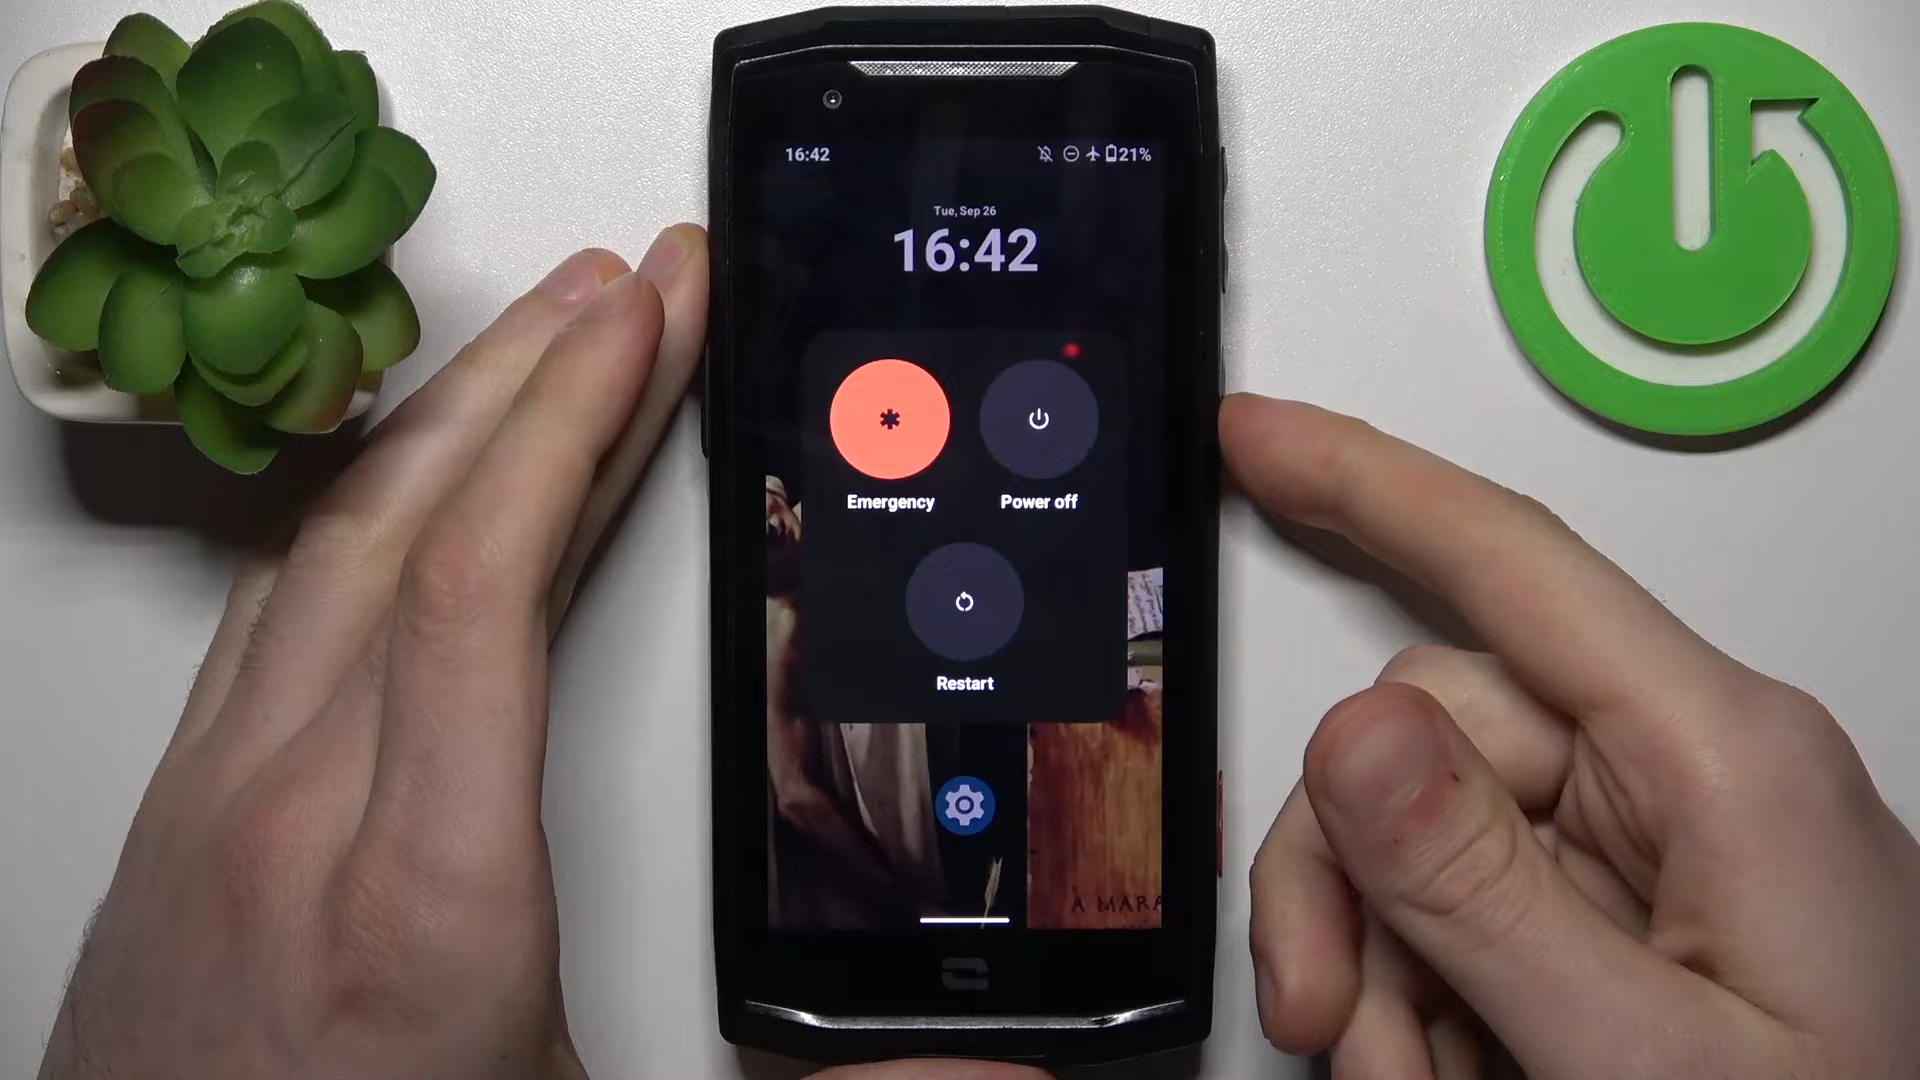 16:42
21%
Tue, Sep 26
16:42
Emergency
Power off
Restart
À MARA